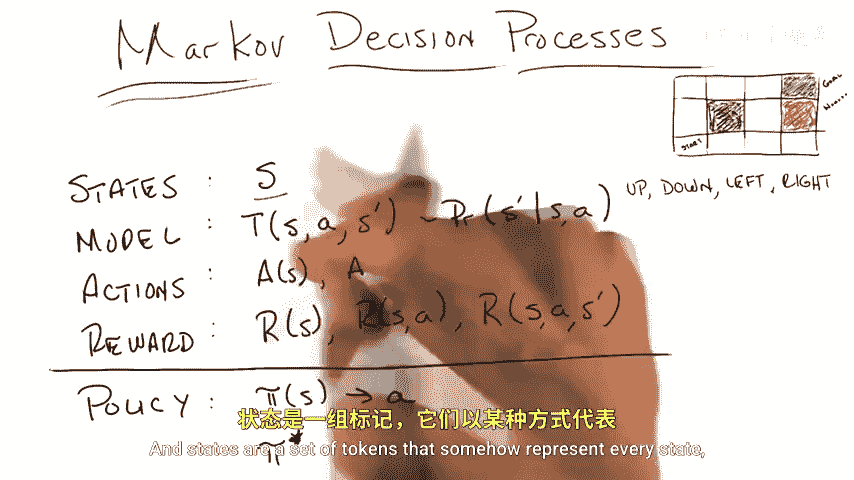 Markov Decision Processes
GOAL
START
UP, DOWN, LEFT, RIGHT
STATES : S
MODEL : T(s, a, s') ~ Pr(s' | s, a)
ACTIONS : A(s), A
REWARD : R(s), R(s,a), R(s,a,s')
POLICY : π(s) → a
π*
状态是一组标记，它们以某种方式代表
And states are a set of tokens that somehow represent every state,